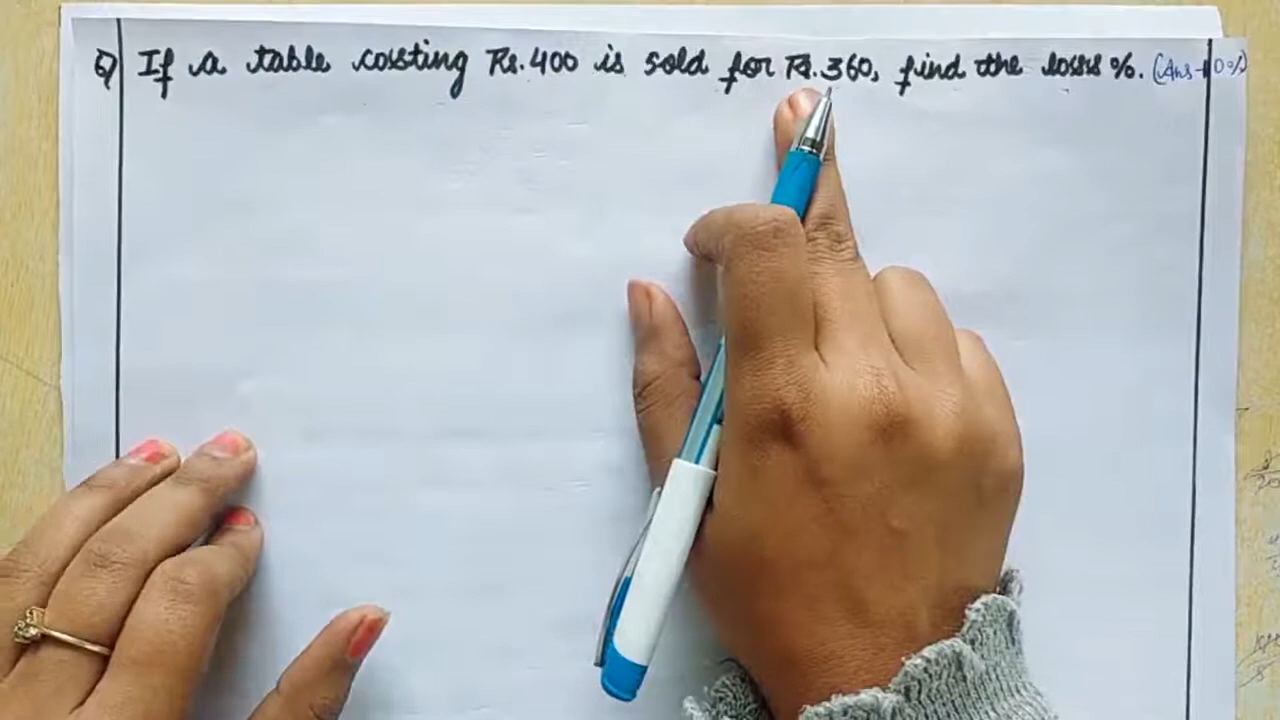 Q) If a table costing Rs.400 is sold for Rs.360, find the loss %. (Ans-10%)